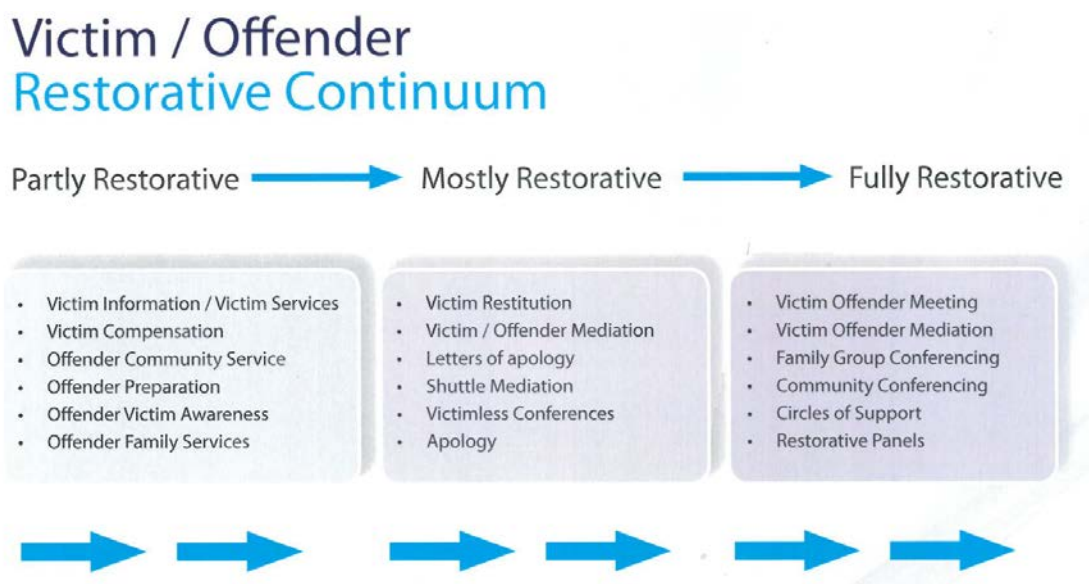 Victim / Offender
Restorative Continuum
Partly Restorative
Mostly Restorative
Fully Restorative
• Victim Information / Victim Services
• Victim Compensation
• Offender Community Service
• Offender Preparation
• Offender Victim Awareness
• Offender Family Services
• Victim Restitution
• Victim / Offender Mediation
• Letters of apology
• Shuttle Mediation
• Victimless Conferences
• Apology
• Victim Offender Meeting
• Victim Offender Mediation
• Family Group Conferencing
• Community Conferencing
• Circles of Support
• Restorative Panels